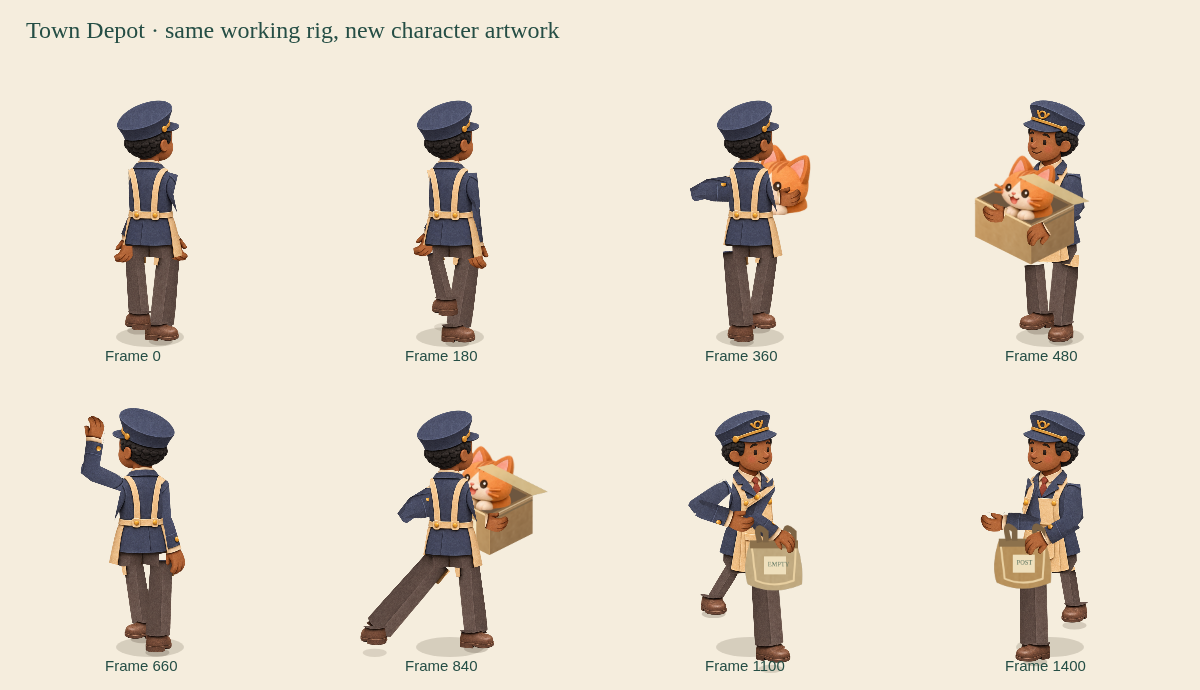 Town Depot · same working rig, new character artwork
Frame 0
Frame 180
Frame 360
Frame 480
EMPTY
POST
Frame 660
Frame 840
Frame 1100
Frame 1400